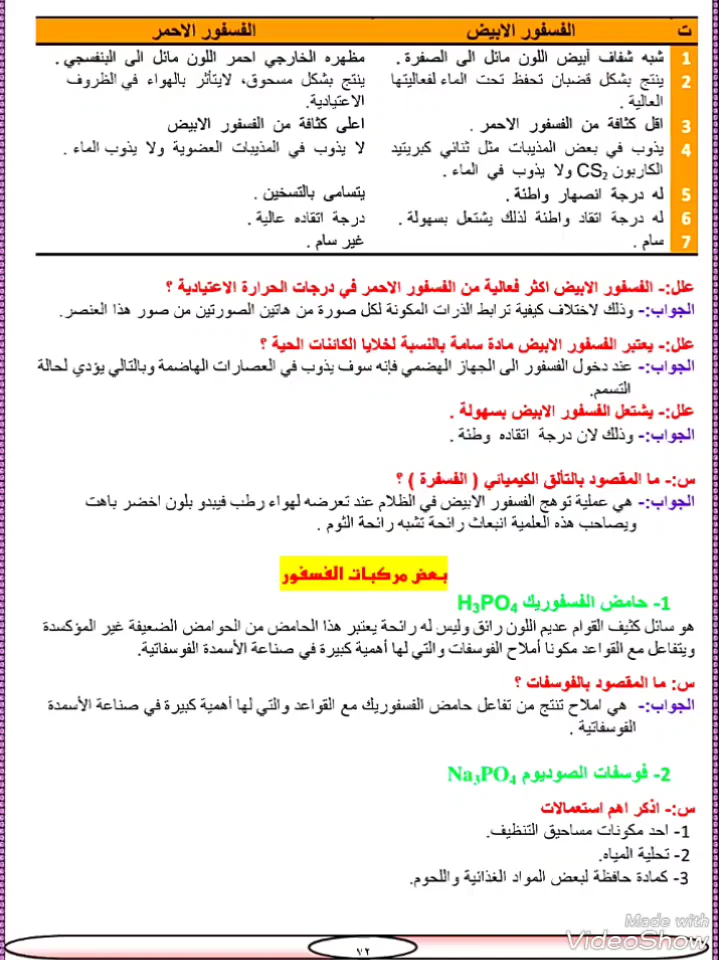 ت الفسفور الابيض الفسفور الاحمر
1 شبه شفاف أبيض اللون مائل الى الصفرة . مظهره الخارجي احمر اللون مائل الى البنفسجي .
2 ينتج بشكل قضبان تحفظ تحت الماء لفعاليتها ينتج بشكل مسحوق، لايتأثر بالهواء في الظروف
العالية . الاعتيادية.
3 اقل كثافة من الفسفور الاحمر . اعلى كثافة من الفسفور الابيض
4 يذوب في بعض المذيبات مثل ثنائي كبريتيد لا يذوب في المذيبات العضوية ولا يذوب الماء .
الكاربون CS₂ ولا يذوب في الماء .
5 له درجة انصهار واطئة . يتسامى بالتسخين .
6 له درجة اتقاد واطئة لذلك يشتعل بسهولة . درجة اتقاده عالية .
7 سام . غير سام .
علل:- الفسفور الابيض اكثر فعالية من الفسفور الاحمر في درجات الحرارة الاعتيادية ؟
الجواب:- وذلك لاختلاف كيفية ترابط الذرات المكونة لكل صورة من هاتين الصورتين من صور هذا العنصر.
علل:- يعتبر الفسفور الابيض مادة سامة بالنسبة لخلايا الكائنات الحية ؟
الجواب:- عند دخول الفسفور الى الجهاز الهضمي فإنه سوف يذوب في العصارات الهاضمة وبالتالي يؤدي لحالة
التسمم.
علل:- يشتعل الفسفور الابيض بسهولة .
الجواب:- وذلك لان درجة اتقاده وطنة .
س:- ما المقصود بالتألق الكيميائي ( الفسفرة ) ؟
الجواب:- هي عملية توهج الفسفور الابيض في الظلام عند تعرضه لهواء رطب فيبدو بلون اخضر باهت
ويصاحب هذه العلمية انبعاث رائحة تشبه رائحة الثوم .
بعض مركبات الفسفور
1- حامض الفسفوريك H₃PO₄
هو سائل كثيف القوام عديم اللون رائق وليس له رائحة يعتبر هذا الحامض من الحوامض الضعيفة غير المؤكسدة
ويتفاعل مع القواعد مكونا أملاح الفوسفات والتي لها أهمية كبيرة في صناعة الأسمدة الفوسفاتية.
س: ما المقصود بالفوسفات ؟
الجواب:- هي املاح تنتج من تفاعل حامض الفسفوريك مع القواعد والتي لها أهمية كبيرة في صناعة الأسمدة
الفوسفاتية .
2- فوسفات الصوديوم Na₃PO₄
س:- اذكر اهم استعمالات
1- احد مكونات مساحيق التنظيف.
2- تحلية المياه.
3- كمادة حافظة لبعض المواد الغذائية واللحوم.
Made with
VideoShow
٧٢